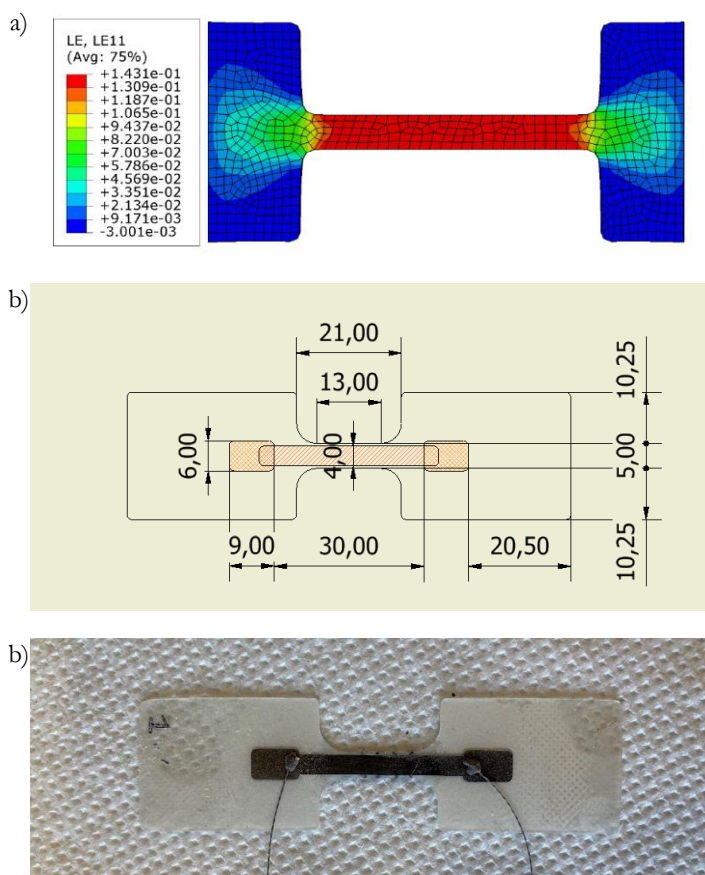 a)
LE, LE11
(Avg: 75%)
+1.431e-01
+1.309e-01
+1.187e-01
+1.065e-01
+9.437e-02
+8.220e-02
+7.003e-02
+5.786e-02
+4.569e-02
+3.351e-02
+2.134e-02
+9.171e-03
-3.001e-03
b)
21,00
13,00
10,25
6,00
4,00
5,00
9,00
30,00
20,50
10,25
b)